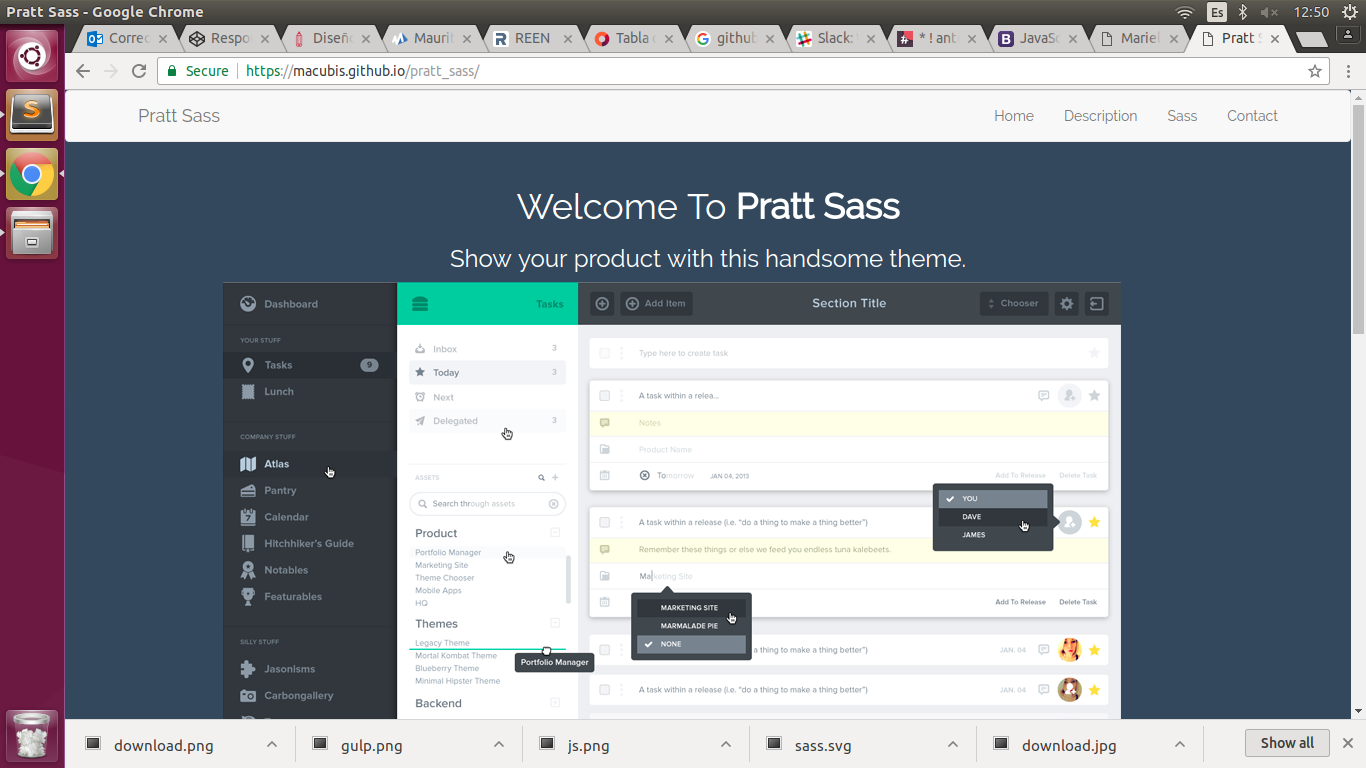 Pratt Sass - Google Chrome
Es
12:50
Correo
Respo
Diseñ
Maurit
REEN
Tabla
github
Slack:
* ! ant
JavaSc
Mariel
Pratt S
Secure
https://macubis.github.io/pratt_sass/
Pratt Sass
Home
Description
Sass
Contact
Welcome To Pratt Sass
Show your product with this handsome theme.
Dashboard
YOUR STUFF
Tasks
9
Lunch
COMPANY STUFF
Atlas
Pantry
Calendar
Hitchhiker's Guide
Notables
Featurables
SILLY STUFF
Jasonisms
Carbongallery
Tasks
Inbox
3
Today
3
Next
Delegated
3
ASSETS
Search through assets
Product
Portfolio Manager
Marketing Site
Theme Chooser
Mobile Apps
HQ
Themes
Legacy Theme
Mortal Kombat Theme
Blueberry Theme
Minimal Hipster Theme
Portfolio Manager
Backend
Add Item
Section Title
Chooser
Type here to create task
A task within a relea...
Notes
Product Name
Tomorrow
JAN 04, 2013
Add To Release
Delete Task
YOU
DAVE
JAMES
A task within a release (i.e. "do a thing to make a thing better")
Remember these things or else we feed you endless tuna kalebeets.
Marketing Site
MARKETING SITE
MARMALADE PIE
NONE
Add To Release
Delete Task
a task within a release (i.e. "do a thing to make a thing better")
JAN. 04
A task within a release (i.e. "do a thing to make a thing better")
JAN. 04
download.png
gulp.png
js.png
sass.svg
download.jpg
Show all